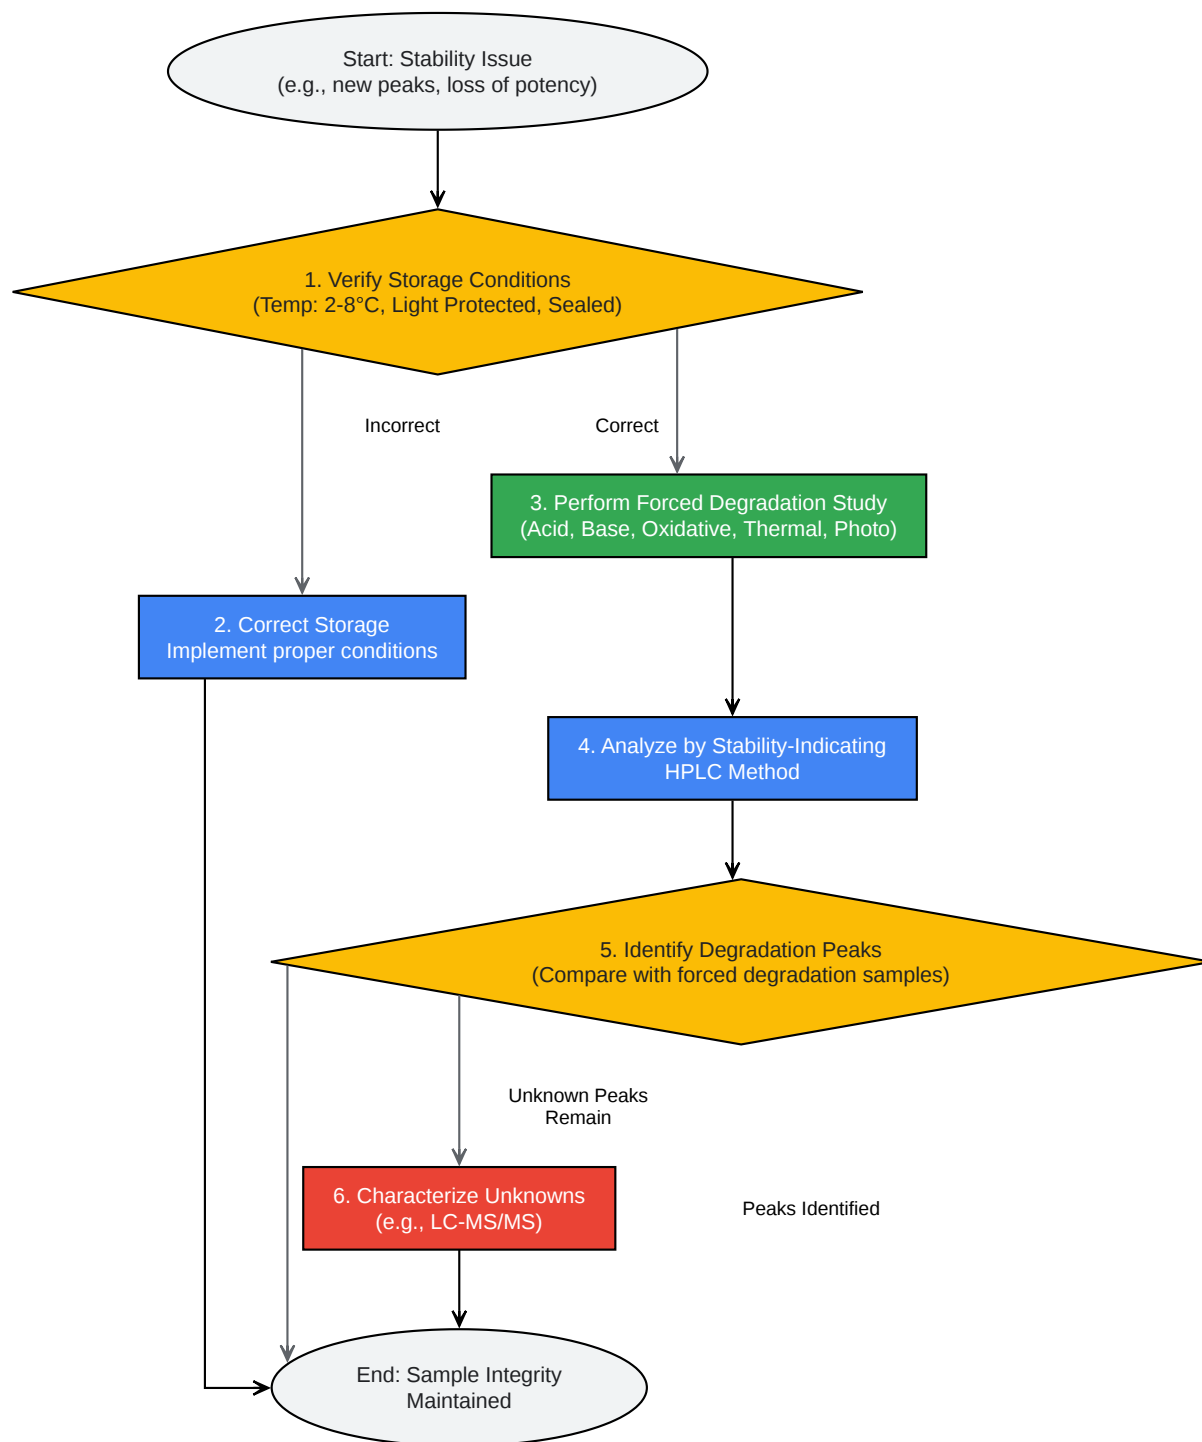 Start: Stability Issue
(e.g., new peaks, loss of potency)
1. Verify Storage Conditions
(Temp: 2-8°C, Light Protected, Sealed)
Incorrect
Correct
3. Perform Forced Degradation Study
(Acid, Base, Oxidative, Thermal, Photo)
2. Correct Storage
Implement proper conditions
4. Analyze by Stability-Indicating
HPLC Method
5. Identify Degradation Peaks
(Compare with forced degradation samples)
Unknown Peaks
Remain
6. Characterize Unknowns
(e.g., LC-MS/MS)
Peaks Identified
End: Sample Integrity
Maintained